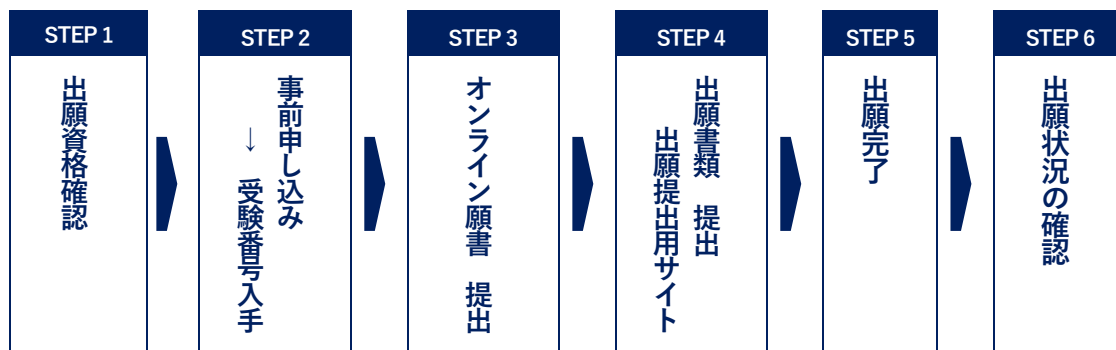 STEP 1
出願資格確認
STEP 2
事前申し込み
→ 受験番号入手
STEP 3
オンライン願書 提出
STEP 4
出願書類 提出
出願提出用サイト
STEP 5
出願完了
STEP 6
出願状況の確認